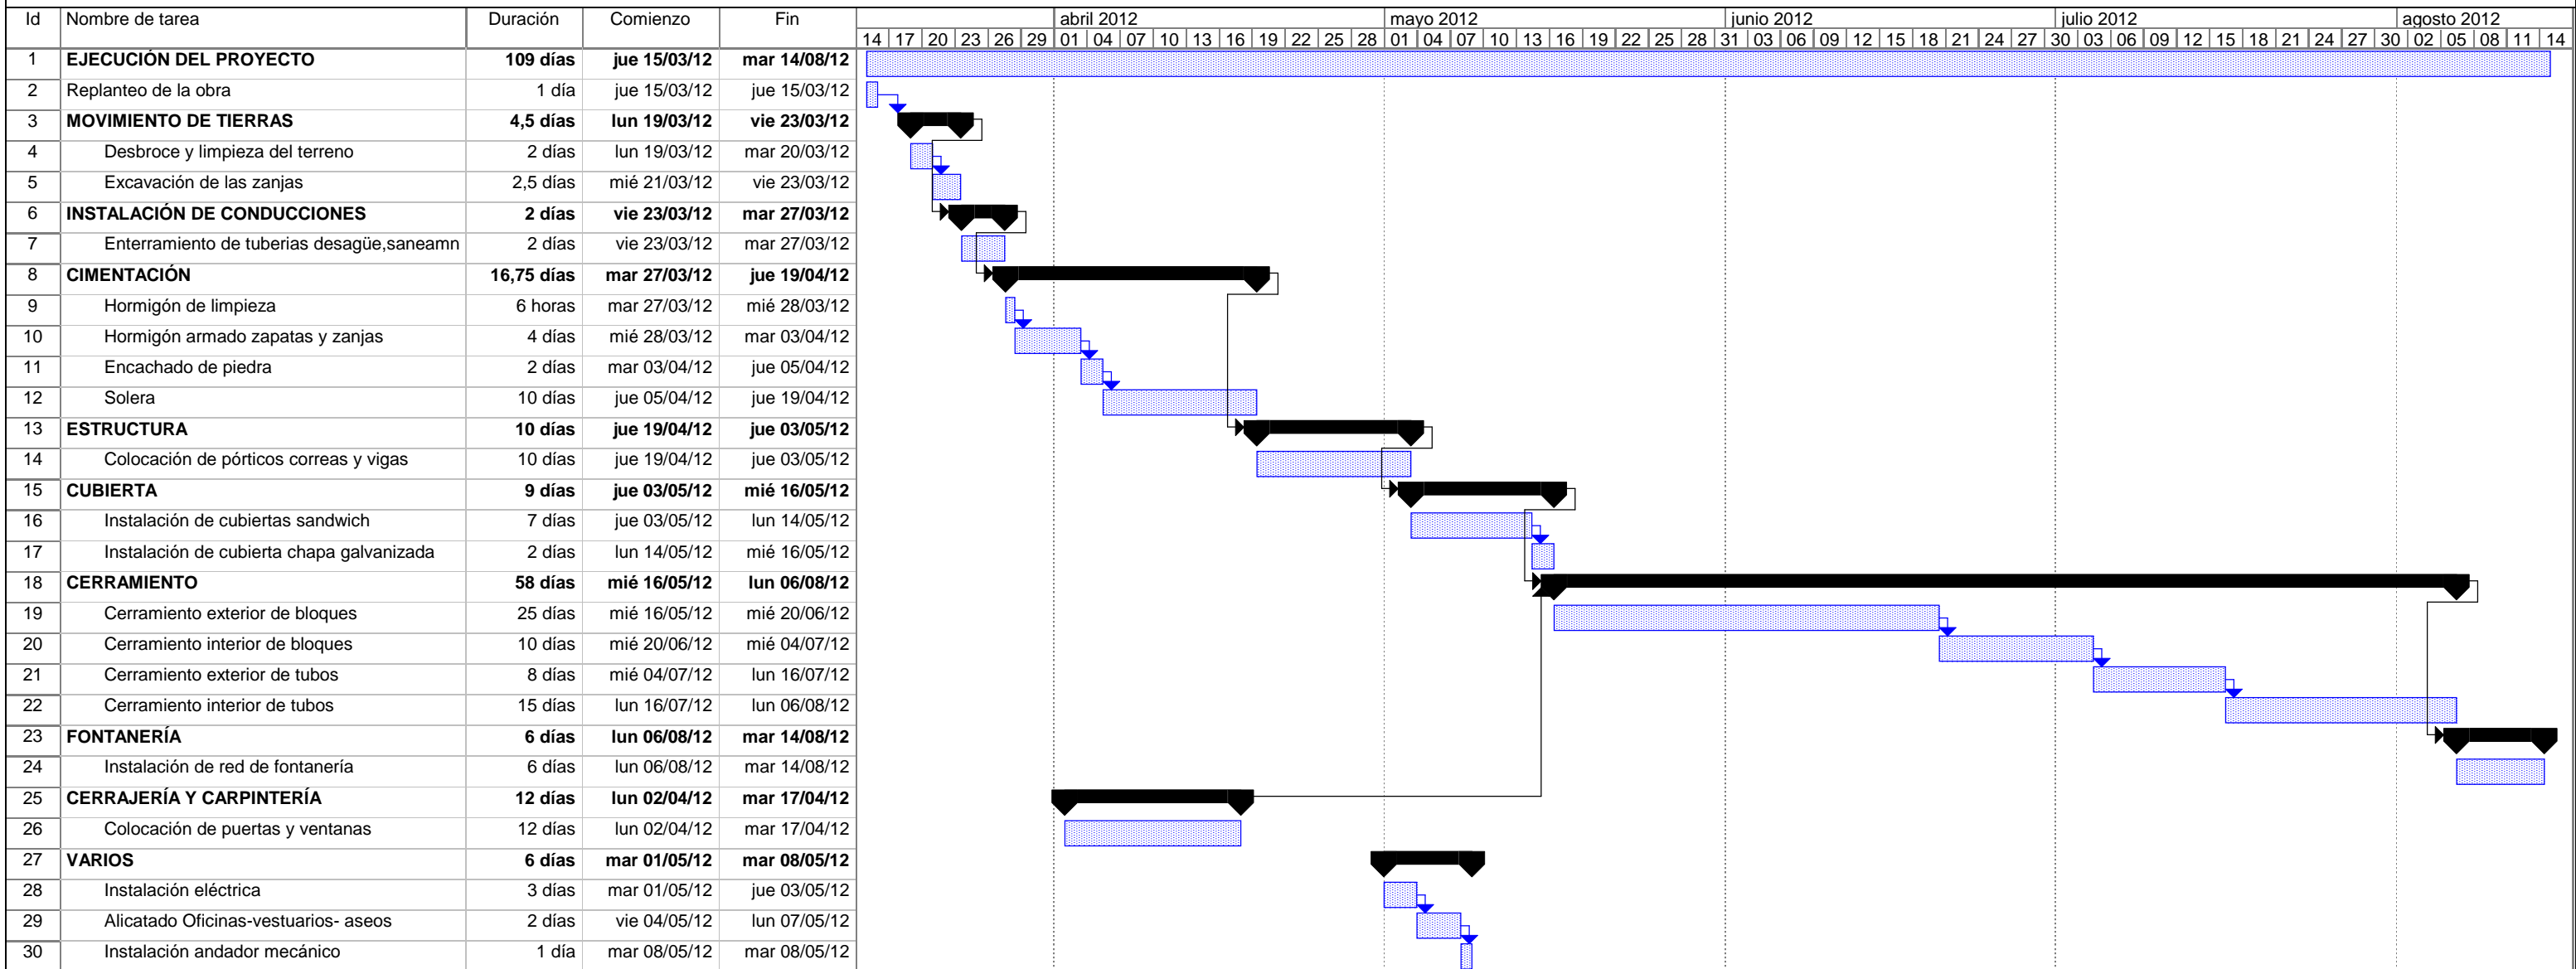 Id Nombre de tarea Duración Comienzo Fin abril 2012 mayo 2012 junio 2012 julio 2012 agosto 2012
14 17 20 23 26 29 01 04 07 10 13 16 19 22 25 28 01 04 07 10 13 16 19 22 25 28 31 03 06 09 12 15 18 21 24 27 30 03 06 09 12 15 18 21 24 27 30 02 05 08 11 14
1 EJECUCIÓN DEL PROYECTO 109 días jue 15/03/12 mar 14/08/12
2 Replanteo de la obra 1 día jue 15/03/12 jue 15/03/12
3 MOVIMIENTO DE TIERRAS 4,5 días lun 19/03/12 vie 23/03/12
4 Desbroce y limpieza del terreno 2 días lun 19/03/12 mar 20/03/12
5 Excavación de las zanjas 2,5 días mié 21/03/12 vie 23/03/12
6 INSTALACIÓN DE CONDUCCIONES 2 días vie 23/03/12 mar 27/03/12
7 Enterramiento de tuberias desagüe,saneamn 2 días vie 23/03/12 mar 27/03/12
8 CIMENTACIÓN 16,75 días mar 27/03/12 jue 19/04/12
9 Hormigón de limpieza 6 horas mar 27/03/12 mié 28/03/12
10 Hormigón armado zapatas y zanjas 4 días mié 28/03/12 mar 03/04/12
11 Encachado de piedra 2 días mar 03/04/12 jue 05/04/12
12 Solera 10 días jue 05/04/12 jue 19/04/12
13 ESTRUCTURA 10 días jue 19/04/12 jue 03/05/12
14 Colocación de pórticos correas y vigas 10 días jue 19/04/12 jue 03/05/12
15 CUBIERTA 9 días jue 03/05/12 mié 16/05/12
16 Instalación de cubiertas sandwich 7 días jue 03/05/12 lun 14/05/12
17 Instalación de cubierta chapa galvanizada 2 días lun 14/05/12 mié 16/05/12
18 CERRAMIENTO 58 días mié 16/05/12 lun 06/08/12
19 Cerramiento exterior de bloques 25 días mié 16/05/12 mié 20/06/12
20 Cerramiento interior de bloques 10 días mié 20/06/12 mié 04/07/12
21 Cerramiento exterior de tubos 8 días mié 04/07/12 lun 16/07/12
22 Cerramiento interior de tubos 15 días lun 16/07/12 lun 06/08/12
23 FONTANERÍA 6 días lun 06/08/12 mar 14/08/12
24 Instalación de red de fontanería 6 días lun 06/08/12 mar 14/08/12
25 CERRAJERÍA Y CARPINTERÍA 12 días lun 02/04/12 mar 17/04/12
26 Colocación de puertas y ventanas 12 días lun 02/04/12 mar 17/04/12
27 VARIOS 6 días mar 01/05/12 mar 08/05/12
28 Instalación eléctrica 3 días mar 01/05/12 jue 03/05/12
29 Alicatado Oficinas-vestuarios- aseos 2 días vie 04/05/12 lun 07/05/12
30 Instalación andador mecánico 1 día mar 08/05/12 mar 08/05/12